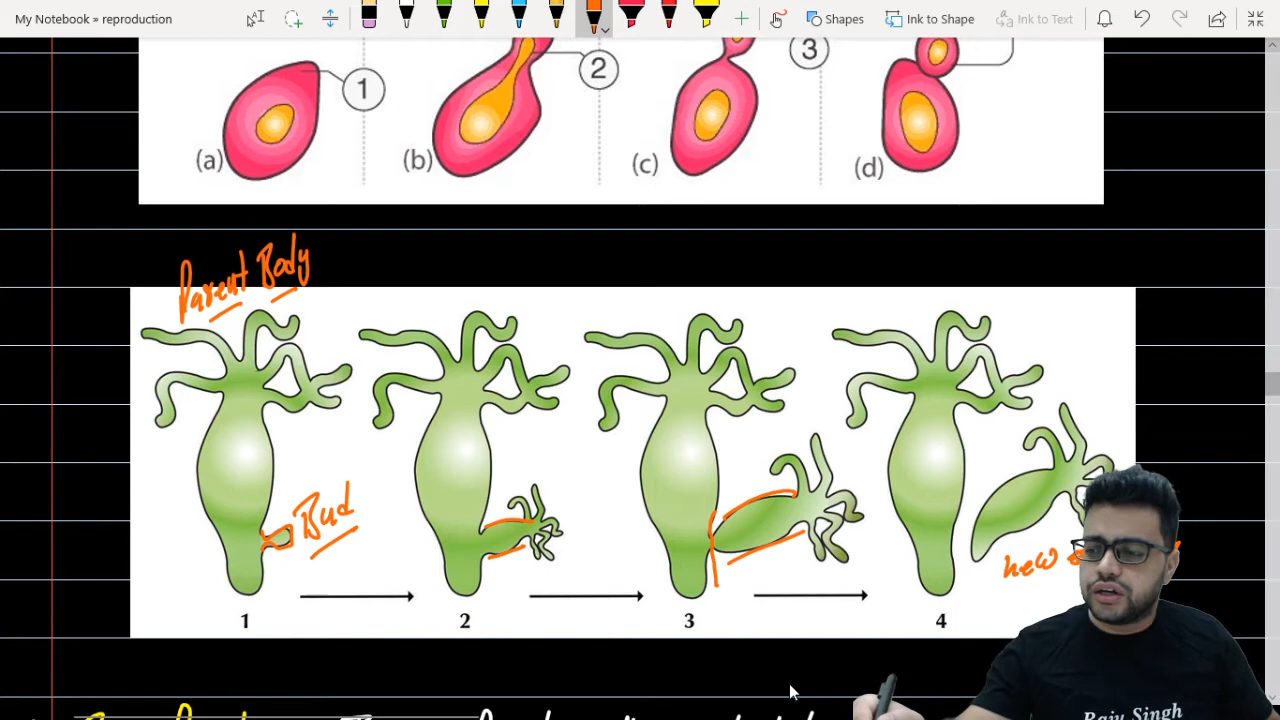 My Notebook » reproduction
Shapes
Ink to Shape
Ink to Text
1
2
3
(a)
(b)
(c)
(d)
Parent Body
Bud
new
1
2
3
4
Raju Singh